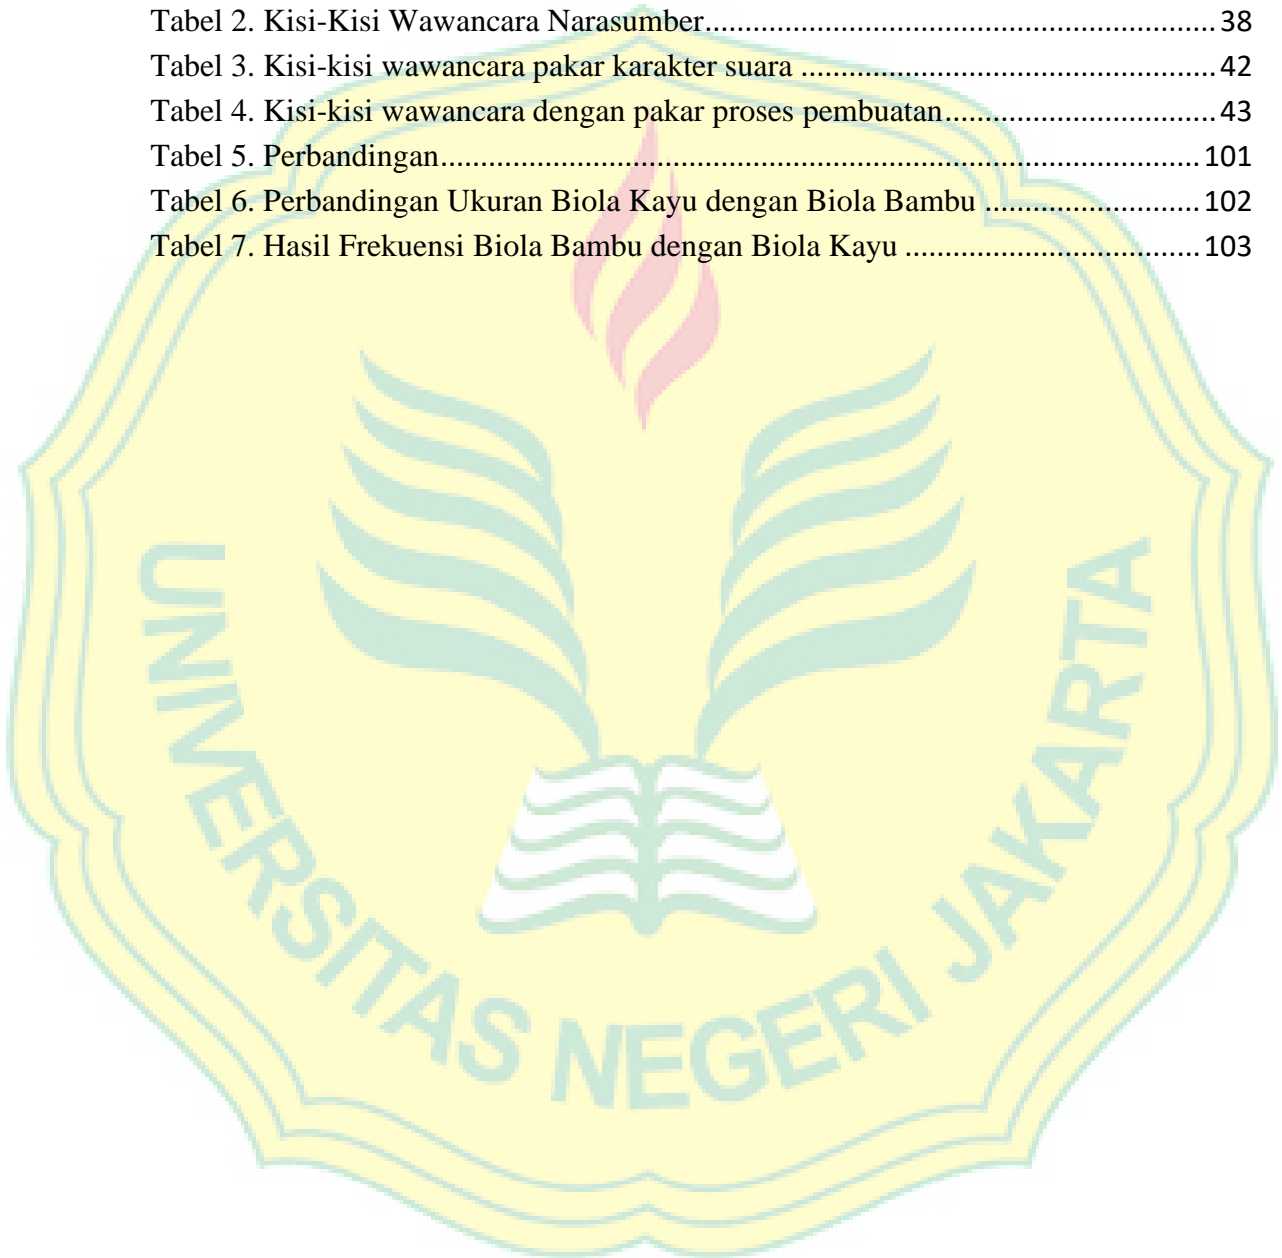 Tabel 2. Kisi-Kisi Wawancara Narasumber................................................................ 38
Tabel 3. Kisi-kisi wawancara pakar karakter suara .................................................... 42
Tabel 4. Kisi-kisi wawancara dengan pakar proses pembuatan.................................. 43
Tabel 5. Perbandingan............................................................................................... 101
Tabel 6. Perbandingan Ukuran Biola Kayu dengan Biola Bambu ........................... 102
Tabel 7. Hasil Frekuensi Biola Bambu dengan Biola Kayu ..................................... 103
UNIVERSITAS NEGERI JAKARTA